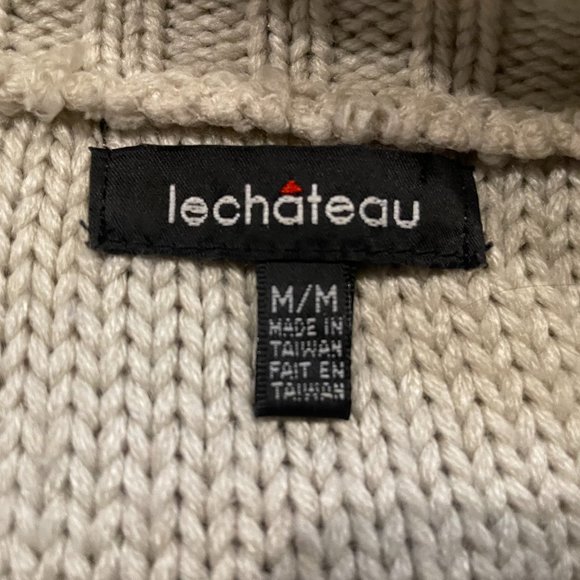 lechâteau
M/M
MADE IN
TAIWAN
FAIT EN
TAIWAN